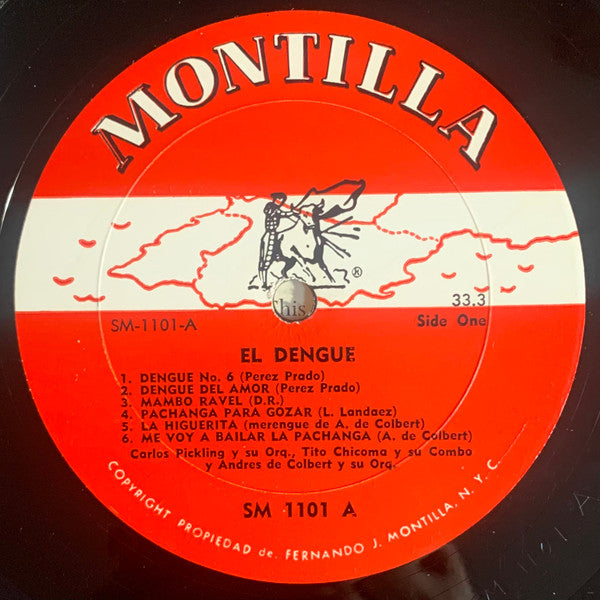 MONTILLA
®
his
33.3
SM-1101-A
Side One
EL DENGUE
1. DENGUE No. 6 (Perez Prado)
2. DENGUE DEL AMOR (Perez Prado)
3. MAMBO RAVEL (D.R.)
4. PACHANGA PARA GOZAR (L. Landaez)
5. LA HIGUERITA (merengue de A. de Colbert)
6. ME VOY A BAILAR LA PACHANGA (A. de Colbert)
Carlos Pickling y su Orq., Tito Chicoma y su Combo
y Andres de Colbert y su Orq.
SM 1101 A
COPYRIGHT PROPIEDAD de. FERNANDO J. MONTILLA, N. Y. C.
M 1101 A